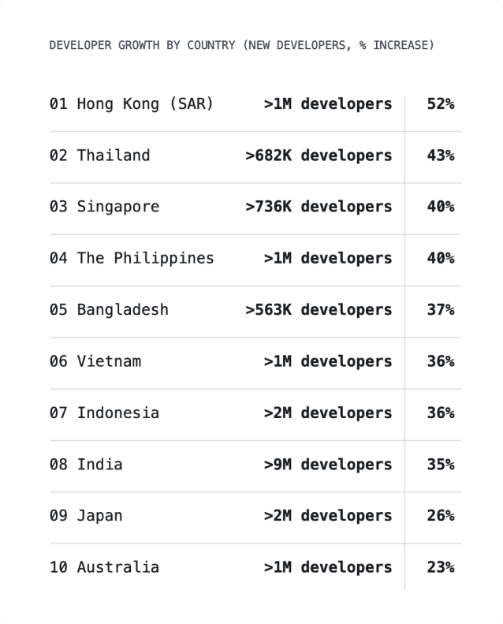 DEVELOPER GROWTH BY COUNTRY (NEW DEVELOPERS, % INCREASE)
01 Hong Kong (SAR) >1M developers 52%
02 Thailand >682K developers 43%
03 Singapore >736K developers 40%
04 The Philippines >1M developers 40%
05 Bangladesh >563K developers 37%
06 Vietnam >1M developers 36%
07 Indonesia >2M developers 36%
08 India >9M developers 35%
09 Japan >2M developers 26%
10 Australia >1M developers 23%